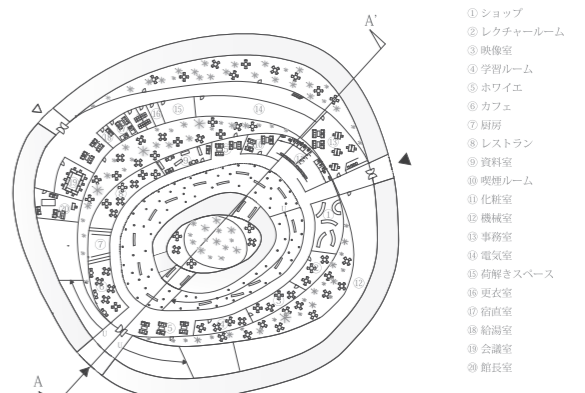 A'
① ショップ
② レクチャールーム
③ 映像室
④ 学習ルーム
⑤ ホワイエ
⑥ カフェ
⑦ 厨房
⑧ レストラン
⑨ 資料室
⑩ 喫煙ルーム
⑪ 化粧室
⑫ 機械室
⑬ 事務室
⑭ 電気室
⑮ 荷解きスペース
⑯ 更衣室
⑰ 宿直室
⑱ 給湯室
⑲ 会議室
⑳ 館長室
⑮
⑭
⑦
⑫
⑤
A